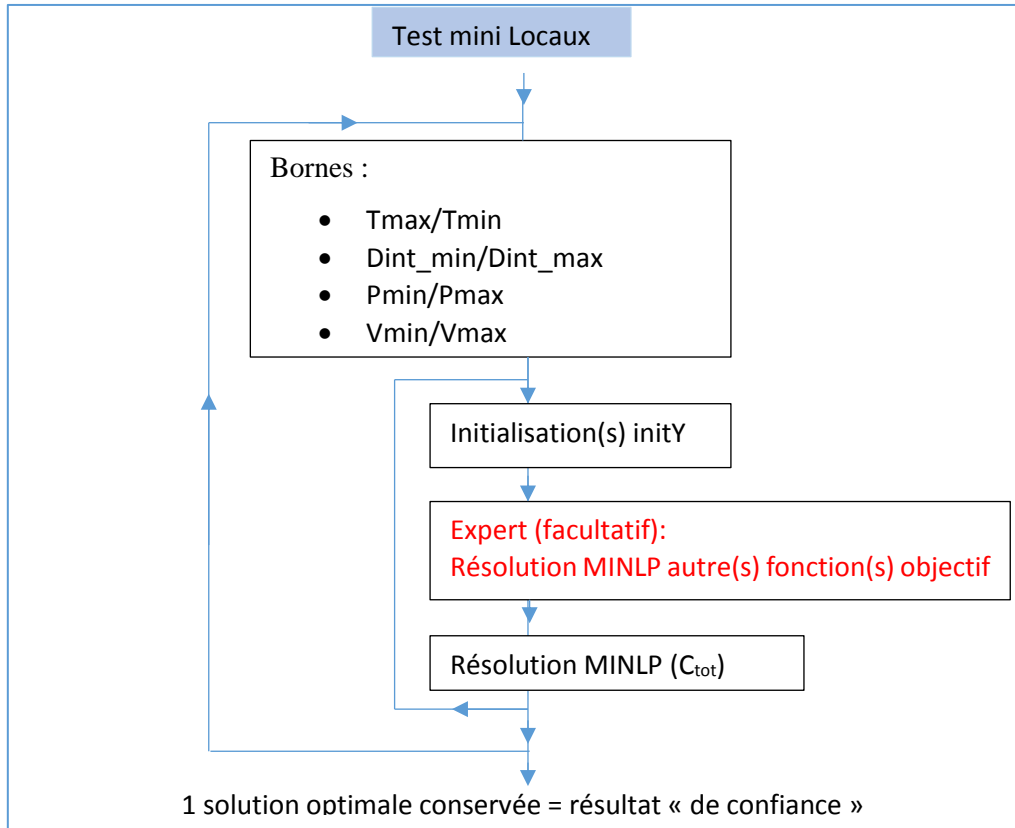 Test mini Locaux
Bornes :
• Tmax/Tmin
• Dint_min/Dint_max
• Pmin/Pmax
• Vmin/Vmax
Initialisation(s) initY
Expert (facultatif):
Résolution MINLP autre(s) fonction(s) objectif
Résolution MINLP (Ctot)
1 solution optimale conservée = résultat « de confiance »